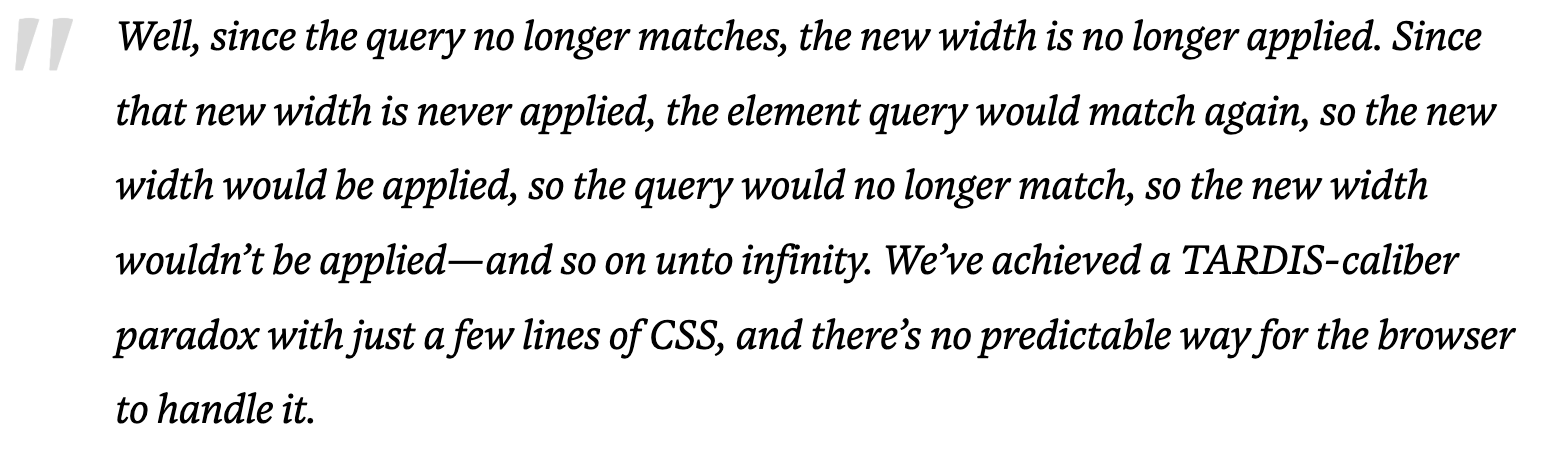 "
Well, since the query no longer matches, the new width is no longer applied. Since
that new width is never applied, the element query would match again, so the new
width would be applied, so the query would no longer match, so the new width
wouldn’t be applied—and so on unto infinity. We’ve achieved a TARDIS-caliber
paradox with just a few lines of CSS, and there’s no predictable way for the browser
to handle it.